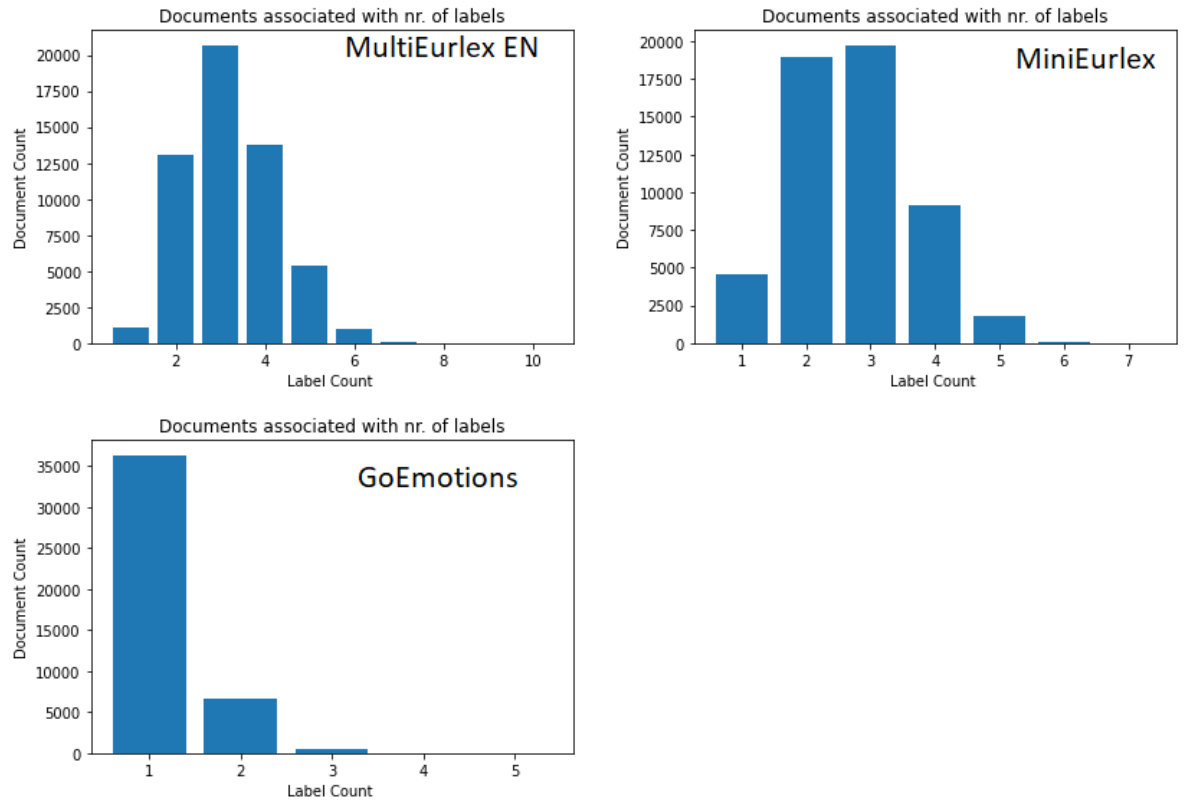 Documents associated with nr. of labels
MultiEurlex EN
20000
17500
15000
12500
10000
7500
5000
2500
0
Document Count
2 4 6 8 10
Label Count
Documents associated with nr. of labels
MiniEurlex
20000
17500
15000
12500
10000
7500
5000
2500
0
Document Count
1 2 3 4 5 6 7
Label Count
Documents associated with nr. of labels
GoEmotions
35000
30000
25000
20000
15000
10000
5000
0
Document Count
1 2 3 4 5
Label Count